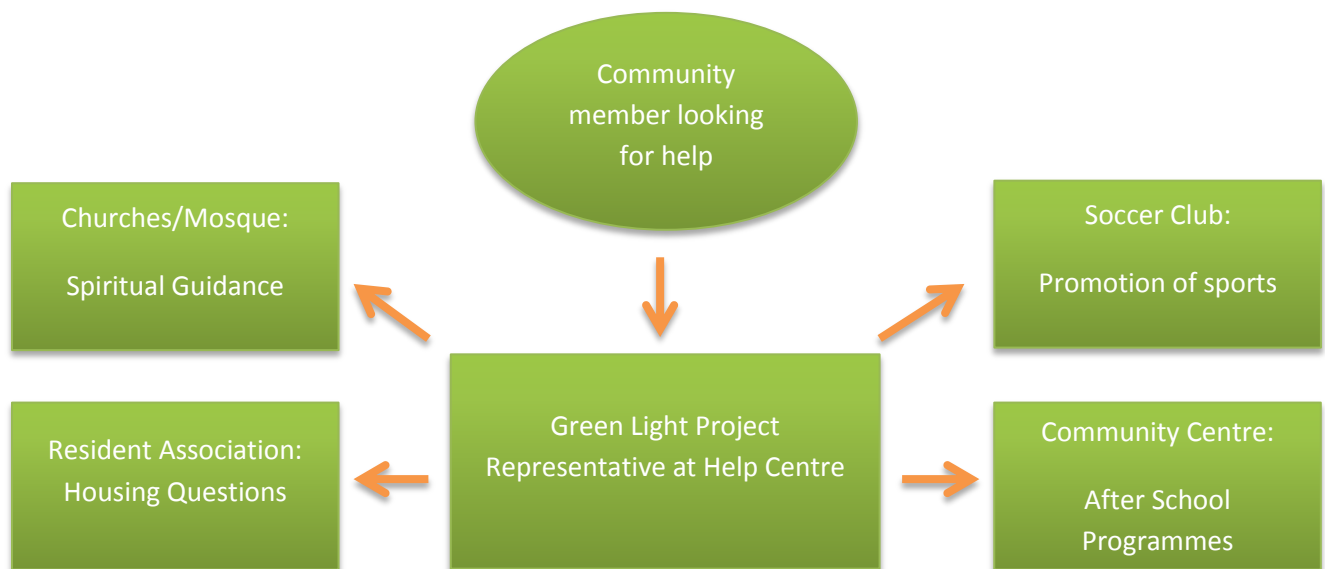 Community
member looking
for help
Churches/Mosque:
Spiritual Guidance
Soccer Club:
Promotion of sports
Green Light Project
Representative at Help Centre
Resident Association:
Housing Questions
Community Centre:
After School
Programmes